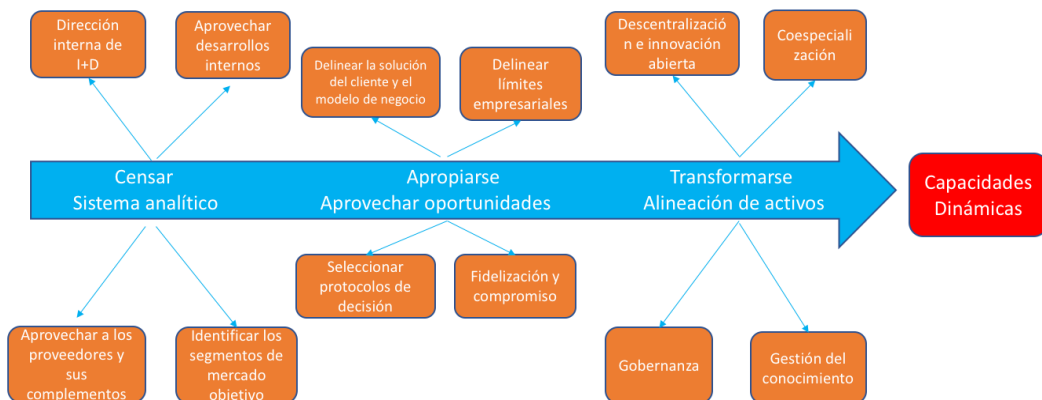 Dirección
interna de
I+D
Aprovechar
desarrollos
internos
Delinear la solución
del cliente y el
modelo de negocio
Delinear
límites
empresariales
Descentralizació
n e innovación
abierta
Coespeciali
zación
Censar
Sistema analítico
Apropiarse
Aprovechar oportunidades
Transformarse
Alineación de activos
Capacidades
Dinámicas
Aprovechar a los
proveedores y
sus
complementos
Identificar los
segmentos de
mercado
objetivo
Seleccionar
protocolos de
decisión
Fidelización y
compromiso
Gobernanza
Gestión del
conocimiento